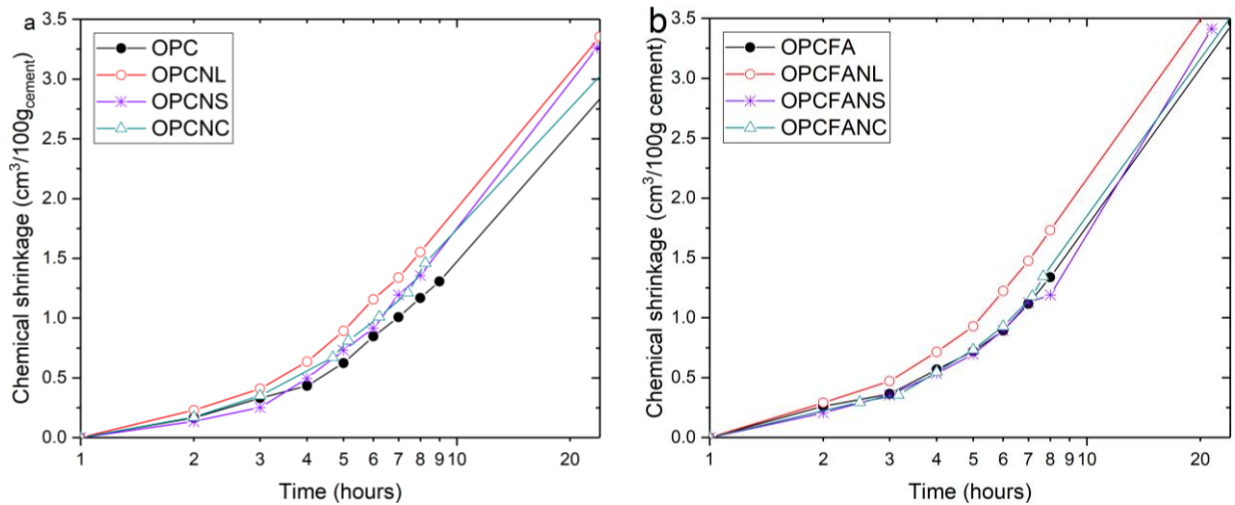 a
OPC
OPCNL
OPCNS
OPCNC
Chemical shrinkage (cm³/100g_cement)
3.5
3.0
2.5
2.0
1.5
1.0
0.5
0.0
1 2 3 4 5 6 7 8 9 10 20
Time (hours)
b
OPCFA
OPCFANL
OPCFANS
OPCFANC
Chemical shrinkage (cm³/100g cement)
3.5
3.0
2.5
2.0
1.5
1.0
0.5
0.0
1 2 3 4 5 6 7 8 9 10 20
Time (hours)